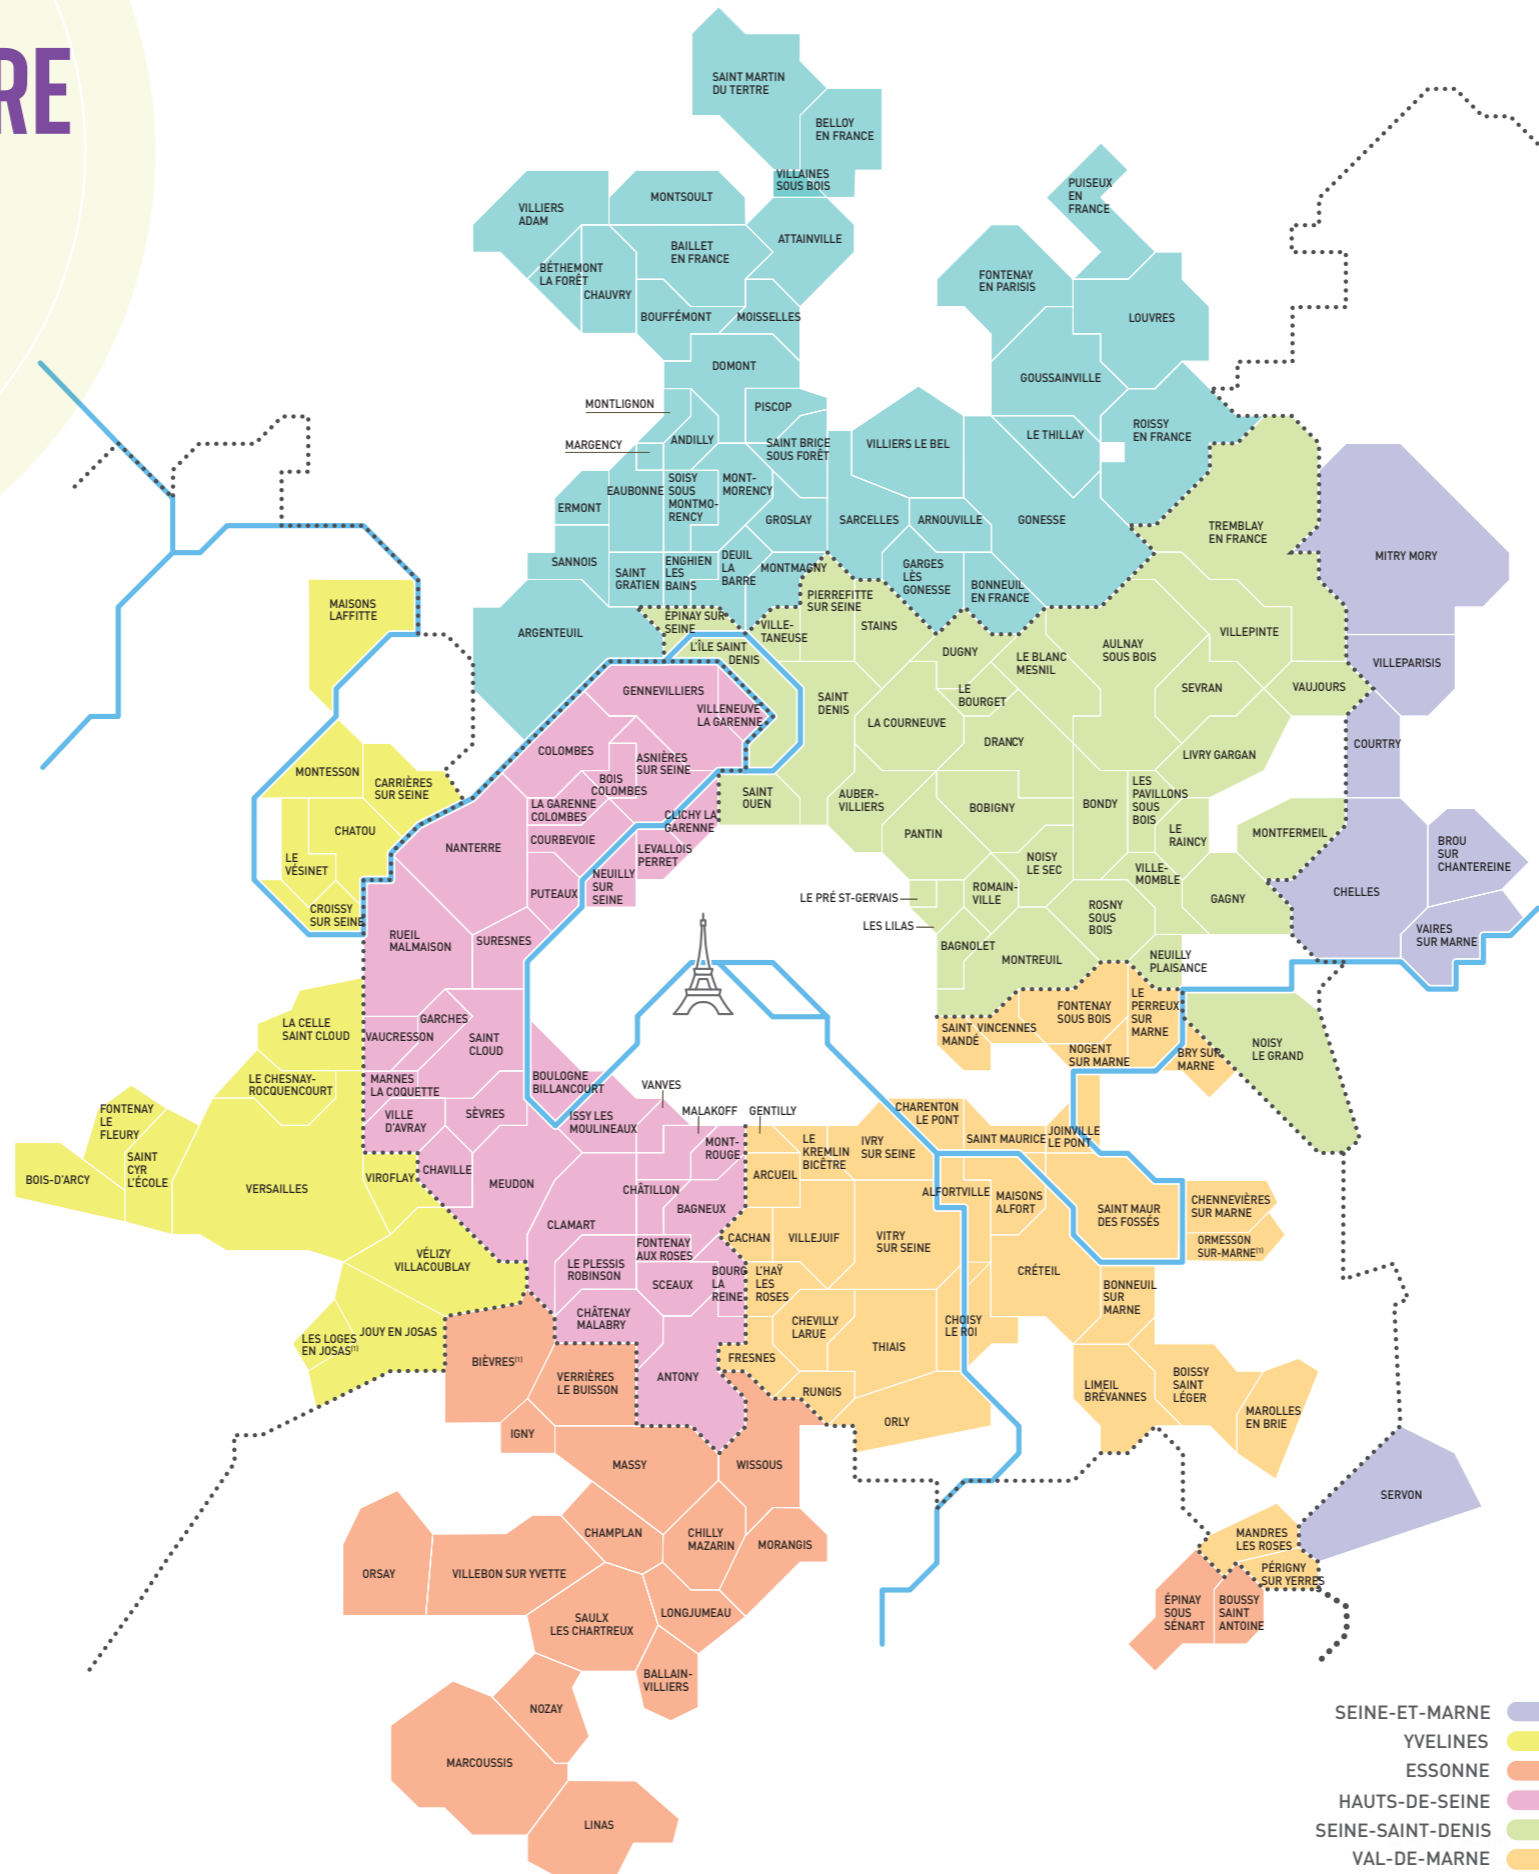 RE
SAINT MARTIN
DU TERTRE
BELLOY
EN FRANCE
VILLAINES
SOUS BOIS
PUISEUX
EN
FRANCE
MONTSOULT
VILLIERS
ADAM
ATTAINVILLE
BAILLET
EN FRANCE
BÉTHEMONT
LA FORÊT
CHAUVRY
FONTENAY
EN PARISIS
BOUFFÉMONT
MOISSELLES
LOUVRES
DOMONT
GOUSSAINVILLE
MONTLIGNON
PISCOP
MARGENCY
ANDILLY
SAINT BRICE
SOUS FORÊT
VILLIERS LE BEL
LE THILLAY
ROISSY
EN FRANCE
EAUBONNE
SOISY
SOUS
MONTMO-
RENCY
MONT-
MORENCY
ERMONT
GROSLAY
SARCELLES
ARNOUVILLE
GONESSE
TREMBLAY
EN FRANCE
MITRY MORY
SANNOIS
SAINT
GRATIEN
ENGHIEN
LES
BAINS
DEUIL
LA
BARRE
MONTMAGNY
GARGES
LÈS
GONESSE
BONNEUIL
EN FRANCE
MAISONS
LAFFITTE
ARGENTEUIL
ÉPINAY SUR
SEINE
VILLE-
TANEUSE
PIERREFITTE
SUR SEINE
STAINS
L'ÎLE SAINT
DENIS
DUGNY
LE BLANC
MESNIL
AULNAY
SOUS BOIS
VILLEPINTE
VILLEPARISIS
GENNEVILLIERS
VILLENEUVE
LA GARENNE
SAINT
DENIS
LE
BOURGET
SEVRAN
VAUJOURS
LA COURNEUVE
DRANCY
COURTRY
LIVRY GARGAN
COLOMBES
ASNIÈRES
SUR SEINE
BOIS
COLOMBES
MONTESSON
CARRIÈRES
SUR SEINE
SAINT
OUEN
AUBER-
VILLIERS
BOBIGNY
BONDY
LES
PAVILLONS
SOUS
BOIS
LA GARENNE
COLOMBES
CLICHY LA
GARENNE
CHATOU
COURBEVOIE
PANTIN
LE
RAINCY
MONTFERMEIL
NANTERRE
LEVALLOIS
PERRET
BROU
SUR
CHANTEREINE
LE
VÉSINET
NOISY
LE SEC
VILLE-
MOMBLE
NEUILLY
SUR
SEINE
PUTEAUX
LE PRÉ ST-GERVAIS
ROMAIN-
VILLE
GAGNY
CHELLES
CROISSY
SUR SEINE
LES LILAS
ROSNY
SOUS
BOIS
RUEIL
MALMAISON
SURESNES
BAGNOLET
MONTREUIL
NEUILLY
PLAISANCE
VAIRES
SUR MARNE
LA CELLE
SAINT CLOUD
GARCHES
VAUCRESSON
SAINT
CLOUD
FONTENAY
SOUS BOIS
LE
PERREUX
SUR
MARNE
SAINT
MANDÉ
VINCENNES
NOGENT
SUR MARNE
BRY SUR
MARNE
NOISY
LE GRAND
LE CHESNAY-
ROCQUENCOURT
MARNES
LA COQUETTE
BOULOGNE
BILLANCOURT
VANVES
FONTENAY
LE
FLEURY
VILLE
D'AVRAY
SÈVRES
ISSY LES
MOULINEAUX
MALAKOFF
GENTILLY
CHARENTON
LE PONT
MONT-
ROUGE
LE
KREMLIN
BICÊTRE
IVRY
SUR SEINE
SAINT MAURICE
JOINVILLE
LE PONT
BOIS-D'ARCY
SAINT
CYR
L'ÉCOLE
VERSAILLES
VIROFLAY
CHAVILLE
MEUDON
CHÂTILLON
ARCUEIL
ALFORTVILLE
MAISONS
ALFORT
SAINT MAUR
DES FOSSÉS
CHENNEVIÈRES
SUR MARNE
CLAMART
BAGNEUX
CACHAN
VILLEJUIF
VITRY
SUR SEINE
ORMESSON
SUR-MARNE(1)
VÉLIZY
VILLACOUBLAY
FONTENAY
AUX ROSES
LE PLESSIS
ROBINSON
SCEAUX
BOURG
LA
REINE
L'HAŸ
LES
ROSES
CRÉTEIL
BONNEUIL
SUR
MARNE
CHÂTENAY
MALABRY
CHEVILLY
LARUE
CHOISY
LE ROI
JOUY EN JOSAS
LES LOGES
EN JOSAS(1)
THIAIS
BIÈVRES(1)
VERRIÈRES
LE BUISSON
ANTONY
FRESNES
RUNGIS
LIMEIL
BRÉVANNES
BOISSY
SAINT
LÉGER
MAROLLES
EN BRIE
ORLY
IGNY
MASSY
WISSOUS
SERVON
CHAMPLAN
CHILLY
MAZARIN
MORANGIS
MANDRES
LES ROSES
ORSAY
VILLEBON SUR YVETTE
PÉRIGNY
SUR YERRES
SAULX
LES CHARTREUX
LONGJUMEAU
ÉPINAY
SOUS
SÉNART
BOUSSY
SAINT
ANTOINE
BALLAIN-
VILLIERS
NOZAY
MARCOUSSIS
LINAS
SEINE-ET-MARNE
YVELINES
ESSONNE
HAUTS-DE-SEINE
SEINE-SAINT-DENIS
VAL-DE-MARNE